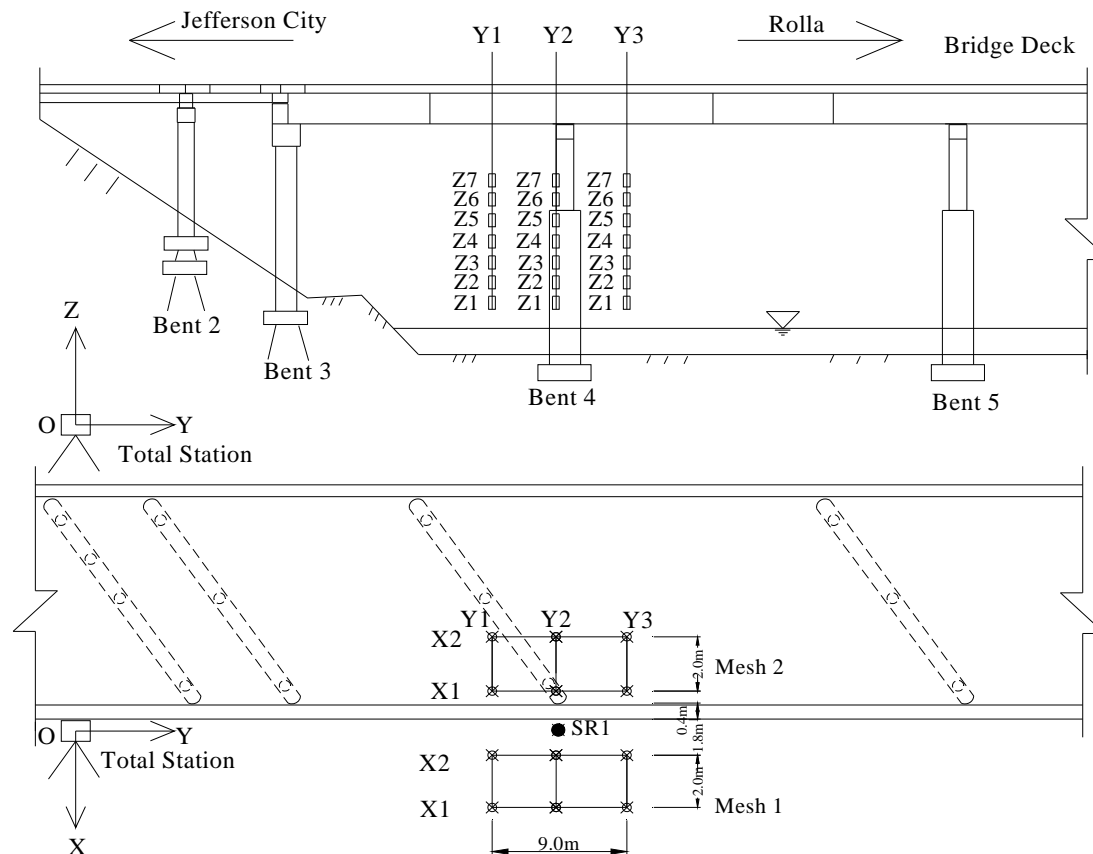 Jefferson City
Y1 Y2 Y3
Rolla
Bridge Deck
Z7 Z7 Z7
Z6 Z6 Z6
Z5 Z5 Z5
Z4 Z4 Z4
Z3 Z3 Z3
Z2 Z2 Z2
Z1 Z1 Z1
Bent 2
Bent 3
Bent 4
Bent 5
Z
O
Y
Total Station
Y1 Y2 Y3
X2
X1
2.0m
Mesh 2
0.4m
1.8m
SR1
O
Y
Total Station
X
X2
X1
2.0m
Mesh 1
9.0m